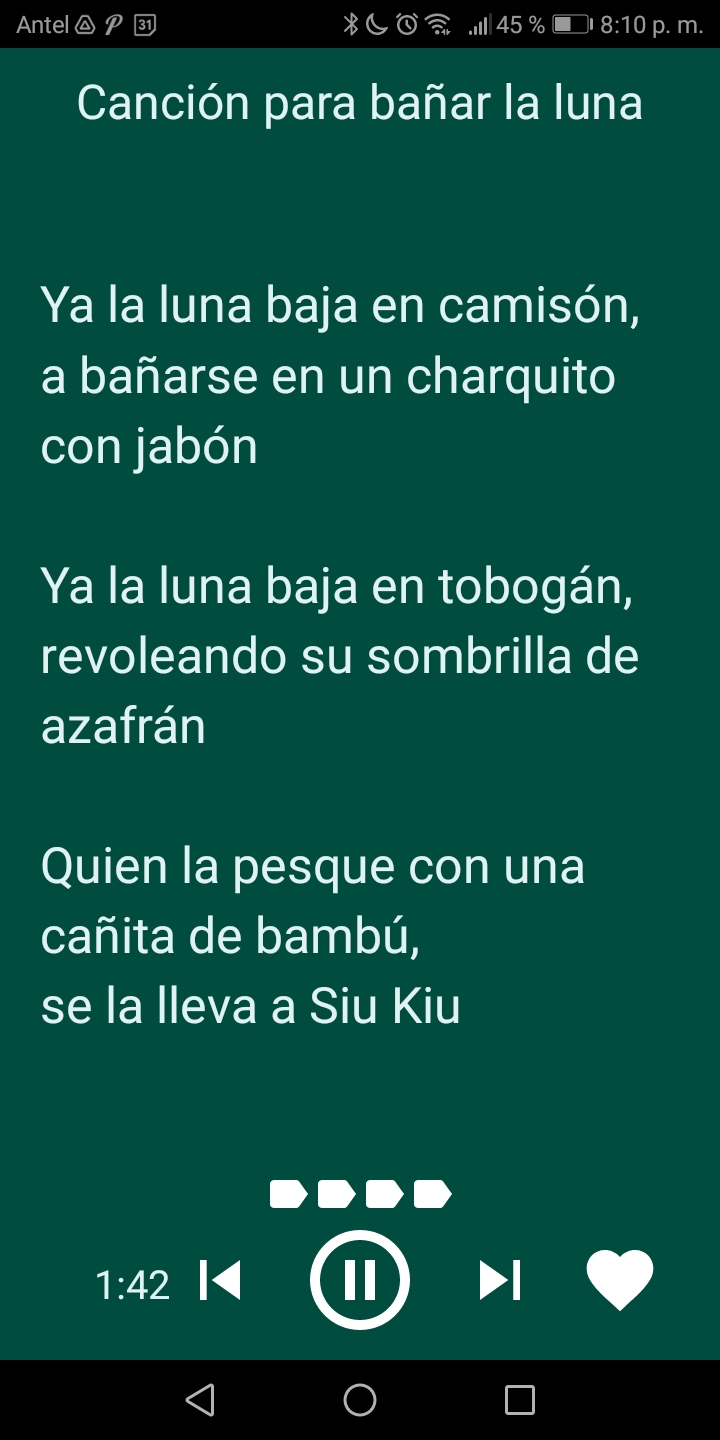 Antel 31 45 % 8:10 p. m.
Canción para bañar la luna
Ya la luna baja en camisón,
a bañarse en un charquito
con jabón
Ya la luna baja en tobogán,
revoleando su sombrilla de
azafrán
Quien la pesque con una
cañita de bambú,
se la lleva a Siu Kiu
1:42